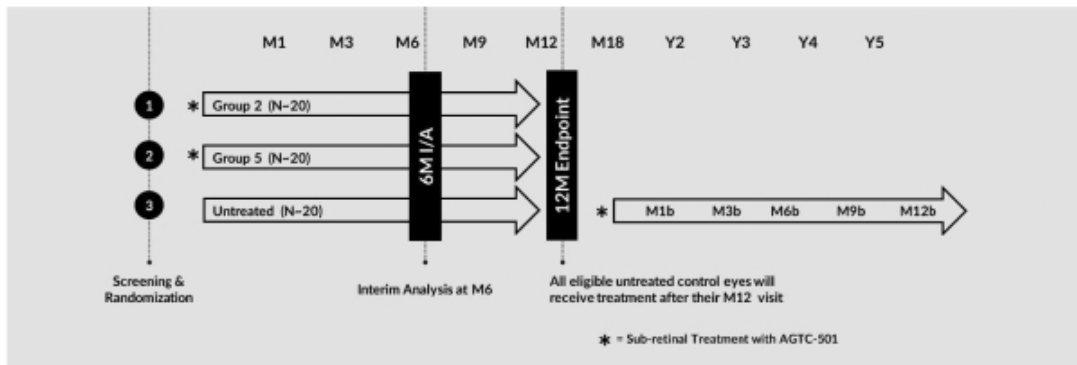 M1 M3 M6 M9 M12 M18 Y2 Y3 Y4 Y5
1 * Group 2 (N~20)
2 * Group 5 (N~20)
3 Untreated (N~20)
6M I/A
12M Endpoint
* M1b M3b M6b M9b M12b
Screening &
Randomization
Interim Analysis at M6
All eligible untreated control eyes will
receive treatment after their M12 visit
* = Sub-retinal Treatment with AGTC-501